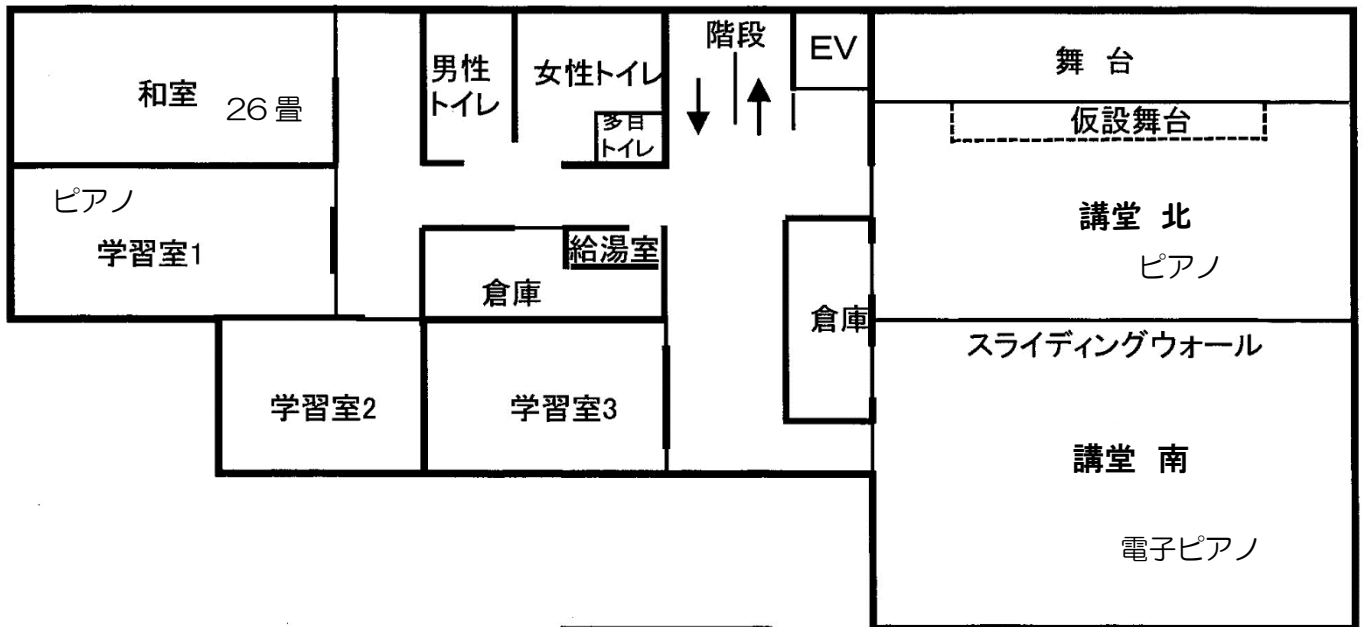 和室 26畳
男性
トイレ
女性トイレ
多目
トイレ
階段
EV
舞 台
仮設舞台
ピアノ
学習室1
給湯室
倉庫
倉庫
講堂 北
ピアノ
スライディングウォール
学習室2
学習室3
講堂 南
電子ピアノ